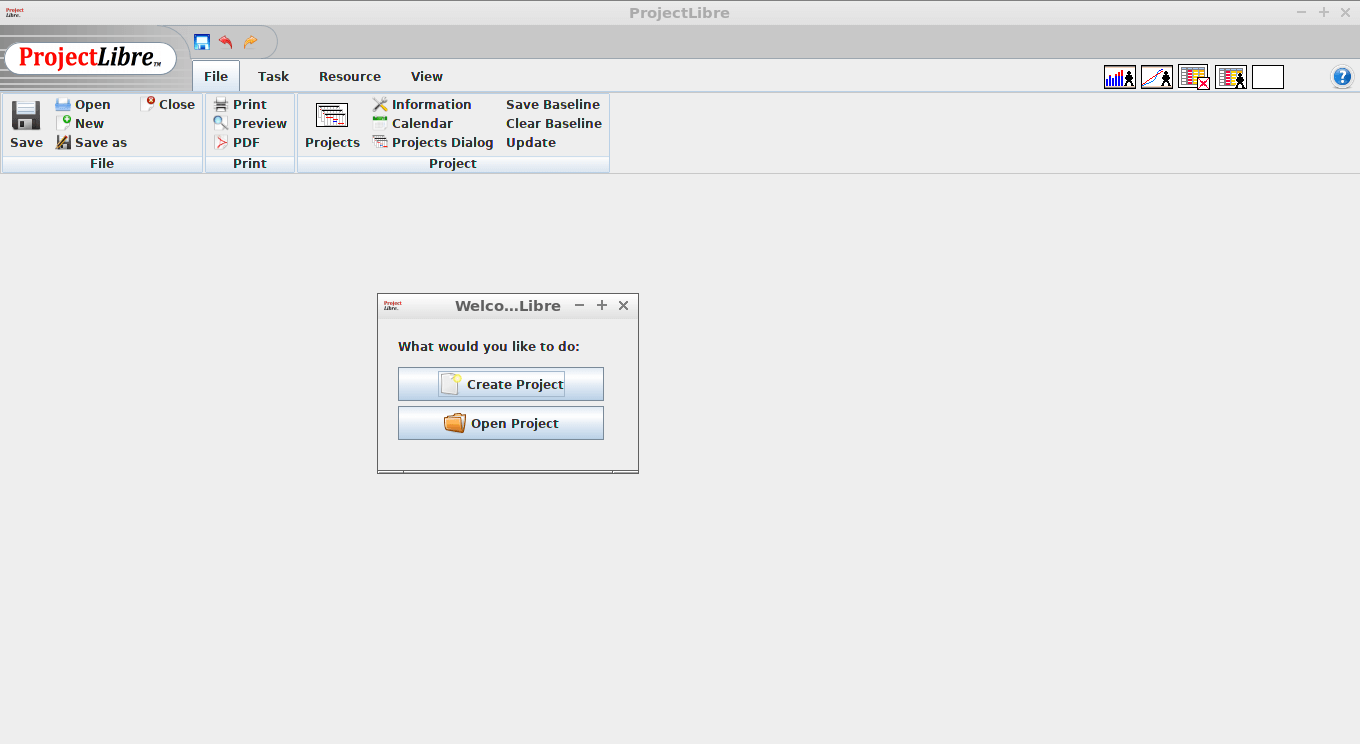 Project
Libre.
ProjectLibre
ProjectLibre™
File
Task
Resource
View
Save
Open
New
Save as
Close
File
Print
Preview
PDF
Print
Projects
Information
Calendar
Projects Dialog
Save Baseline
Clear Baseline
Update
Project
Project
Libre.
Welco...Libre
What would you like to do:
Create Project
Open Project